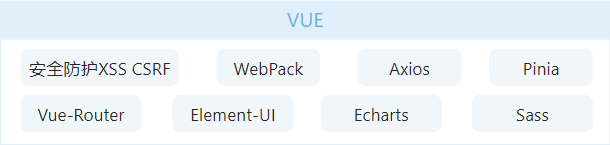 VUE
安全防护XSS CSRF WebPack Axios Pinia
Vue-Router Element-UI Echarts Sass